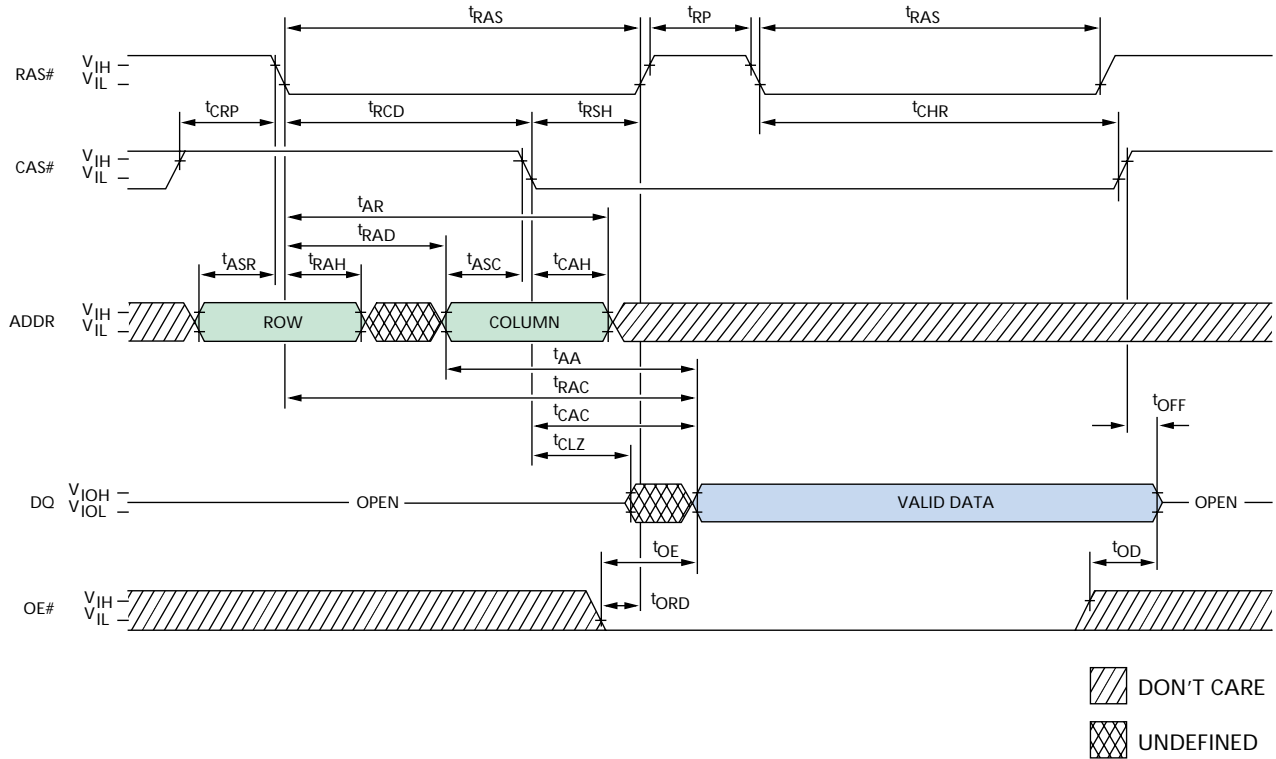 tRAS tRP tRAS
RAS# VIH
VIL
tCRP tRCD tRSH tCHR
CAS# VIH
VIL
tAR
tRAD
tASR tRAH tASC tCAH
ADDR VIH
VIL
ROW COLUMN
tAA
tRAC
tCAC tOFF
tCLZ
DQ VIOH
VIOL
OPEN VALID DATA OPEN
tOE tOD
OE# VIH
VIL
tORD
DON'T CARE
UNDEFINED